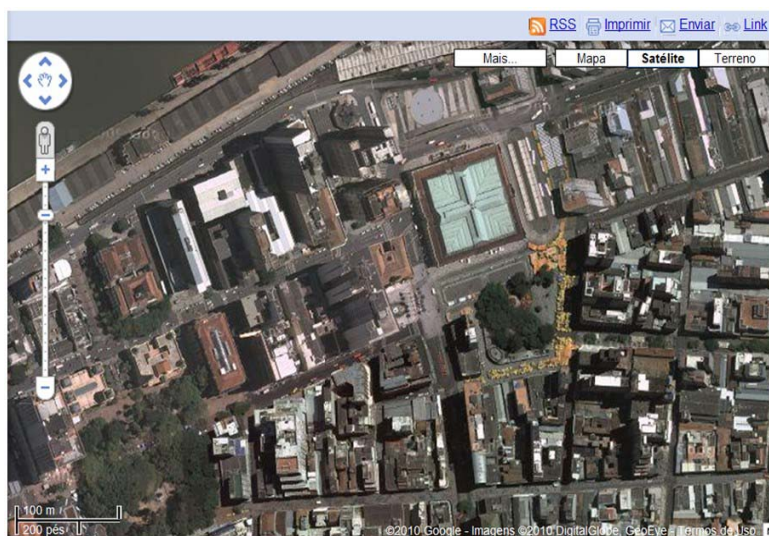 RSS Imprimir Enviar Link
Mais... Mapa Satélite Terreno
100 m
200 pés
©2010 Google - Imagens ©2010 DigitalGlobe, GeoEye - Termos de Uso